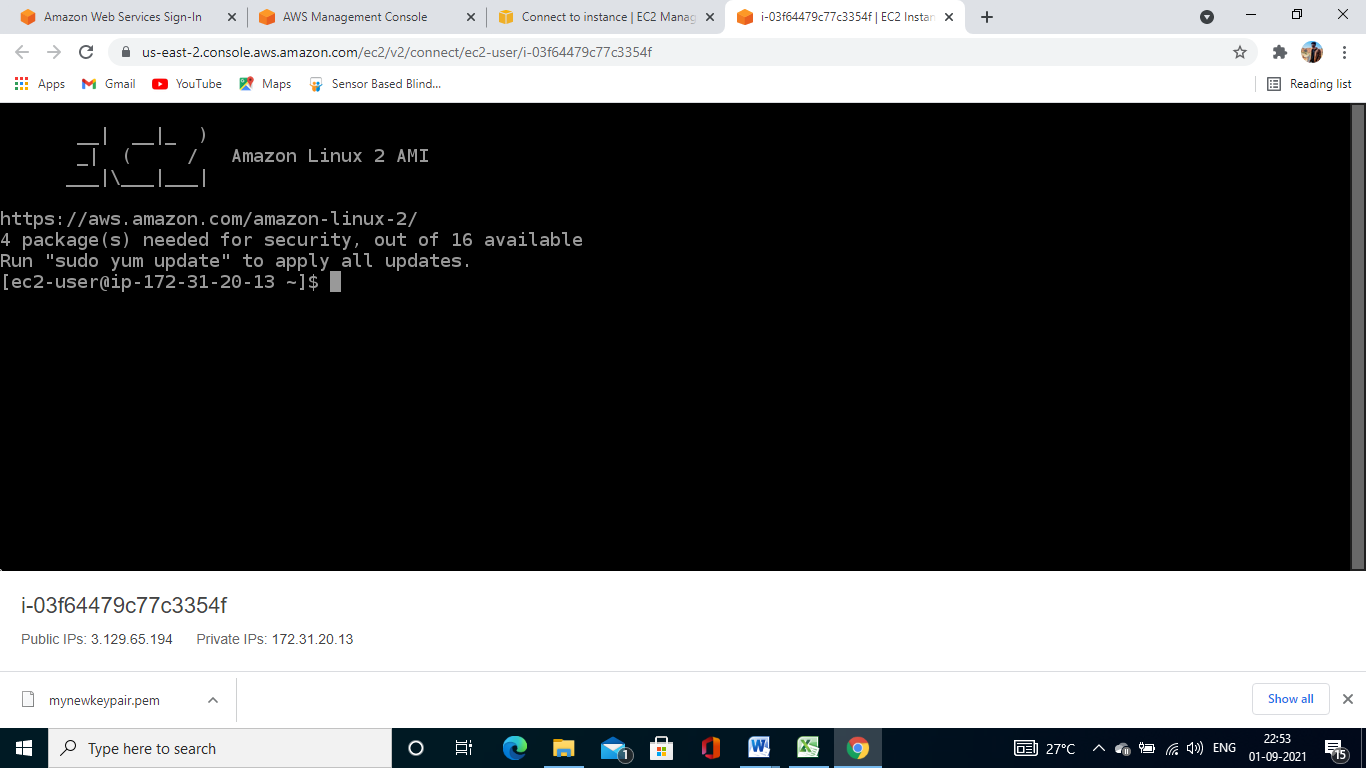 Amazon Web Services Sign-In
AWS Management Console
Connect to instance | EC2 Manag
i-03f64479c77c3354f | EC2 Instan
us-east-2.console.aws.amazon.com/ec2/v2/connect/ec2-user/i-03f64479c77c3354f
Apps
Gmail
YouTube
Maps
Sensor Based Blind...
Reading list
__|  __|_  )
_|  (     /   Amazon Linux 2 AMI
___|\___|___|
https://aws.amazon.com/amazon-linux-2/
4 package(s) needed for security, out of 16 available
Run "sudo yum update" to apply all updates.
[ec2-user@ip-172-31-20-13 ~]$
i-03f64479c77c3354f
Public IPs: 3.129.65.194 Private IPs: 172.31.20.13
mynewkeypair.pem
Show all
Type here to search
1
27°C
ENG
22:53
01-09-2021
15